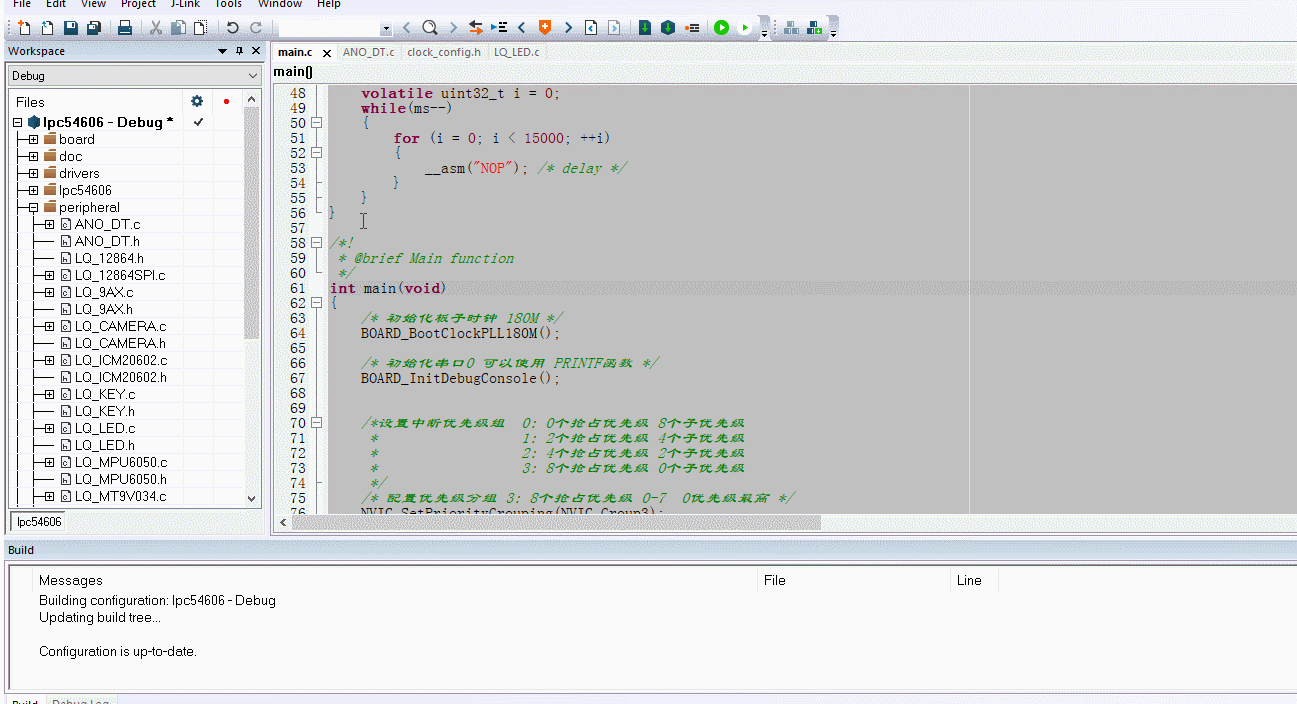 File Edit View Project J-Link Tools Window Help
Workspace
Debug
Files
lpc54606 - Debug *
board
doc
drivers
lpc54606
peripheral
ANO_DT.c
ANO_DT.h
LQ_12864.h
LQ_12864SPI.c
LQ_9AX.c
LQ_9AX.h
LQ_CAMERA.c
LQ_CAMERA.h
LQ_ICM20602.c
LQ_ICM20602.h
LQ_KEY.c
LQ_KEY.h
LQ_LED.c
LQ_LED.h
LQ_MPU6050.c
LQ_MPU6050.h
LQ_MT9V034.c
lpc54606
main.c ANO_DT.c clock_config.h LQ_LED.c
main()
48 volatile uint32_t i = 0;
49 while(ms--)
50 {
51 for (i = 0; i < 15000; ++i)
52 {
53 __asm("NOP"); /* delay */
54 }
55 }
56 }
57
58 /*!
59 * @brief Main function
60 */
61 int main(void)
62 {
63 /* 初始化板子时钟 180M */
64 BOARD_BootClockPLL180M();
65
66 /* 初始化串口0 可以使用 PRINTF函数 */
67 BOARD_InitDebugConsole();
68
69
70 /*设置中断优先级组 0: 0个抢占优先级 8个子优先级
71 * 1: 2个抢占优先级 4个子优先级
72 * 2: 4个抢占优先级 2个子优先级
73 * 3: 8个抢占优先级 0个子优先级
74 */
75 /* 配置优先级分组 3: 8个抢占优先级 0-7 0优先级最高 */
76 NVIC_SetPriorityGrouping(NVIC_Group3);
Build
Messages File Line
Building configuration: lpc54606 - Debug
Updating build tree...
Configuration is up-to-date.
Build Debug Log